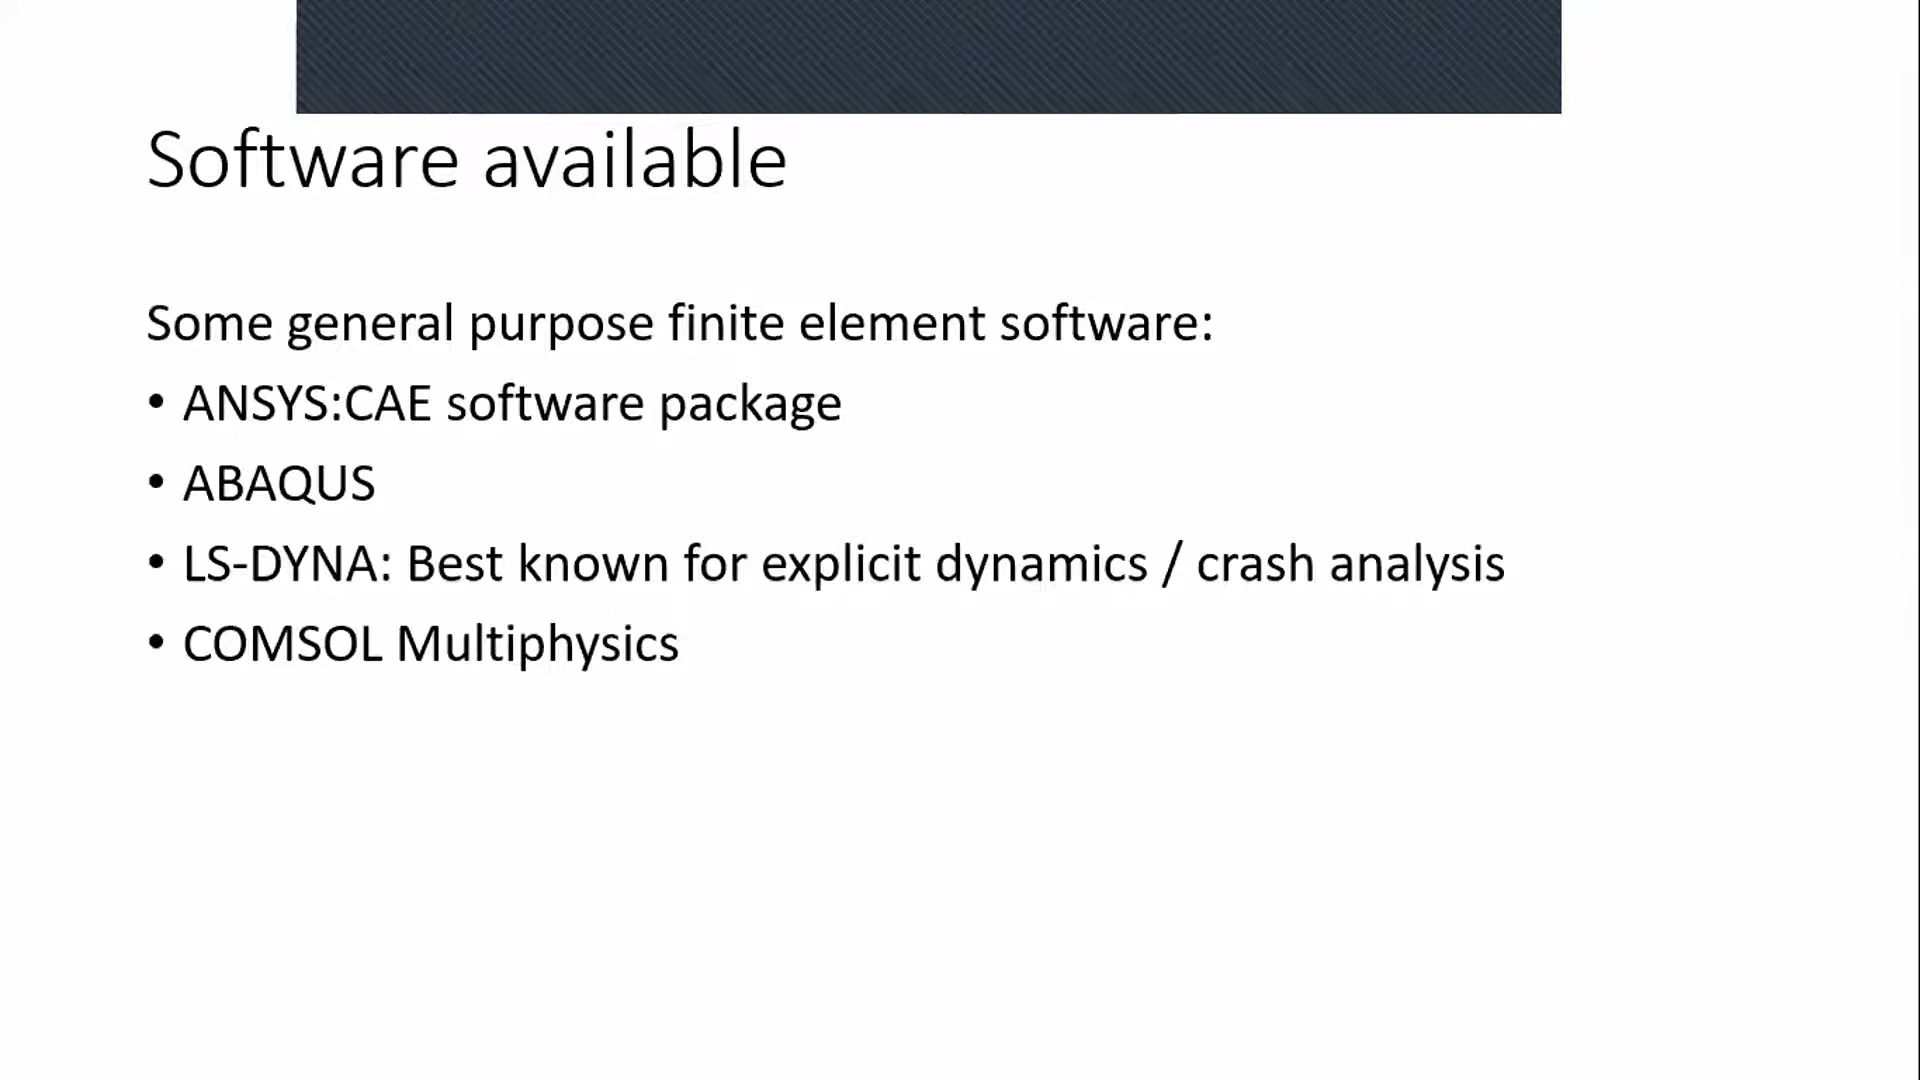 Software available
Some general purpose finite element software:
• ANSYS:CAE software package
• ABAQUS
• LS-DYNA: Best known for explicit dynamics / crash analysis
• COMSOL Multiphysics